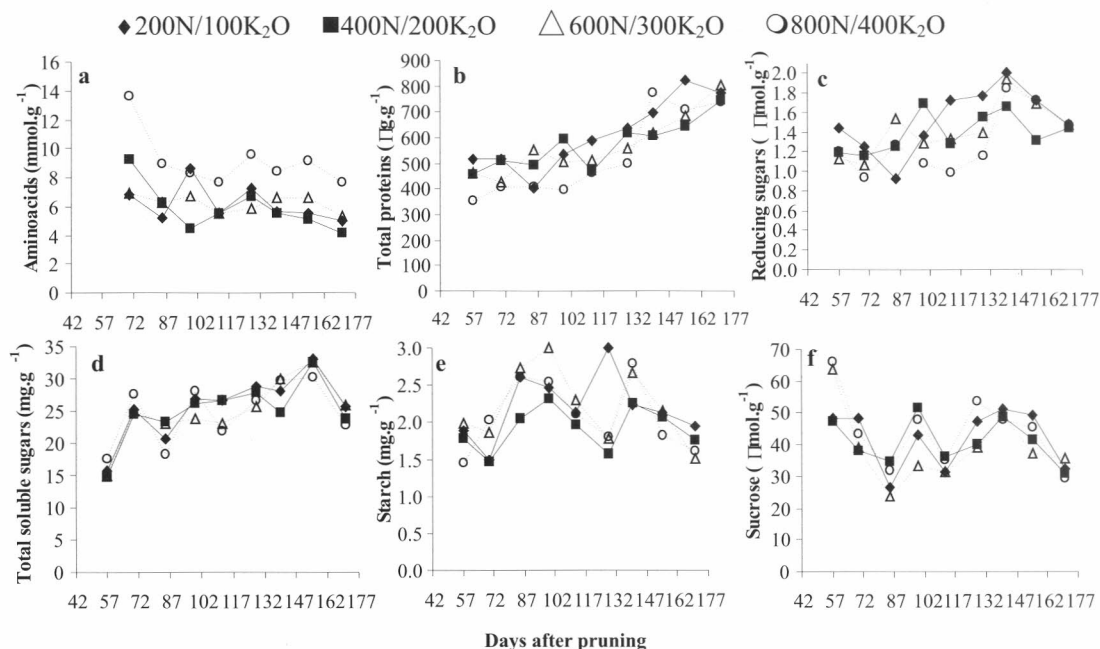 200N/100K₂O 400N/200K₂O 600N/300K₂O 800N/400K₂O
a
Aminoacids (mmol.g⁻¹)
16
14
12
10
8
6
4
2
0
42 57 72 87 102 117 132 147 162 177
b
Total proteins (∏g.g⁻¹)
900
800
700
600
500
400
300
200
100
0
42 57 72 87 102 117 132 147 162 177
c
Reducing sugars (∏mol.g⁻¹)
2.0
1.8
1.6
1.4
1.2
1.0
0.8
0.6
0.4
0.2
0.0
42 57 72 87 102 117 132 147 162 177
d
Total soluble sugars (mg.g⁻¹)
35
30
25
20
15
10
5
0
42 57 72 87 102 117 132 147 162 177
e
Starch (mg.g⁻¹)
3.0
2.5
2.0
1.5
1.0
0.5
0.0
42 57 72 87 102 117 132 147 162 177
f
Sucrose (∏mol.g⁻¹)
70
60
50
40
30
20
10
0
42 57 72 87 102 117 132 147 162 177
Days after pruning